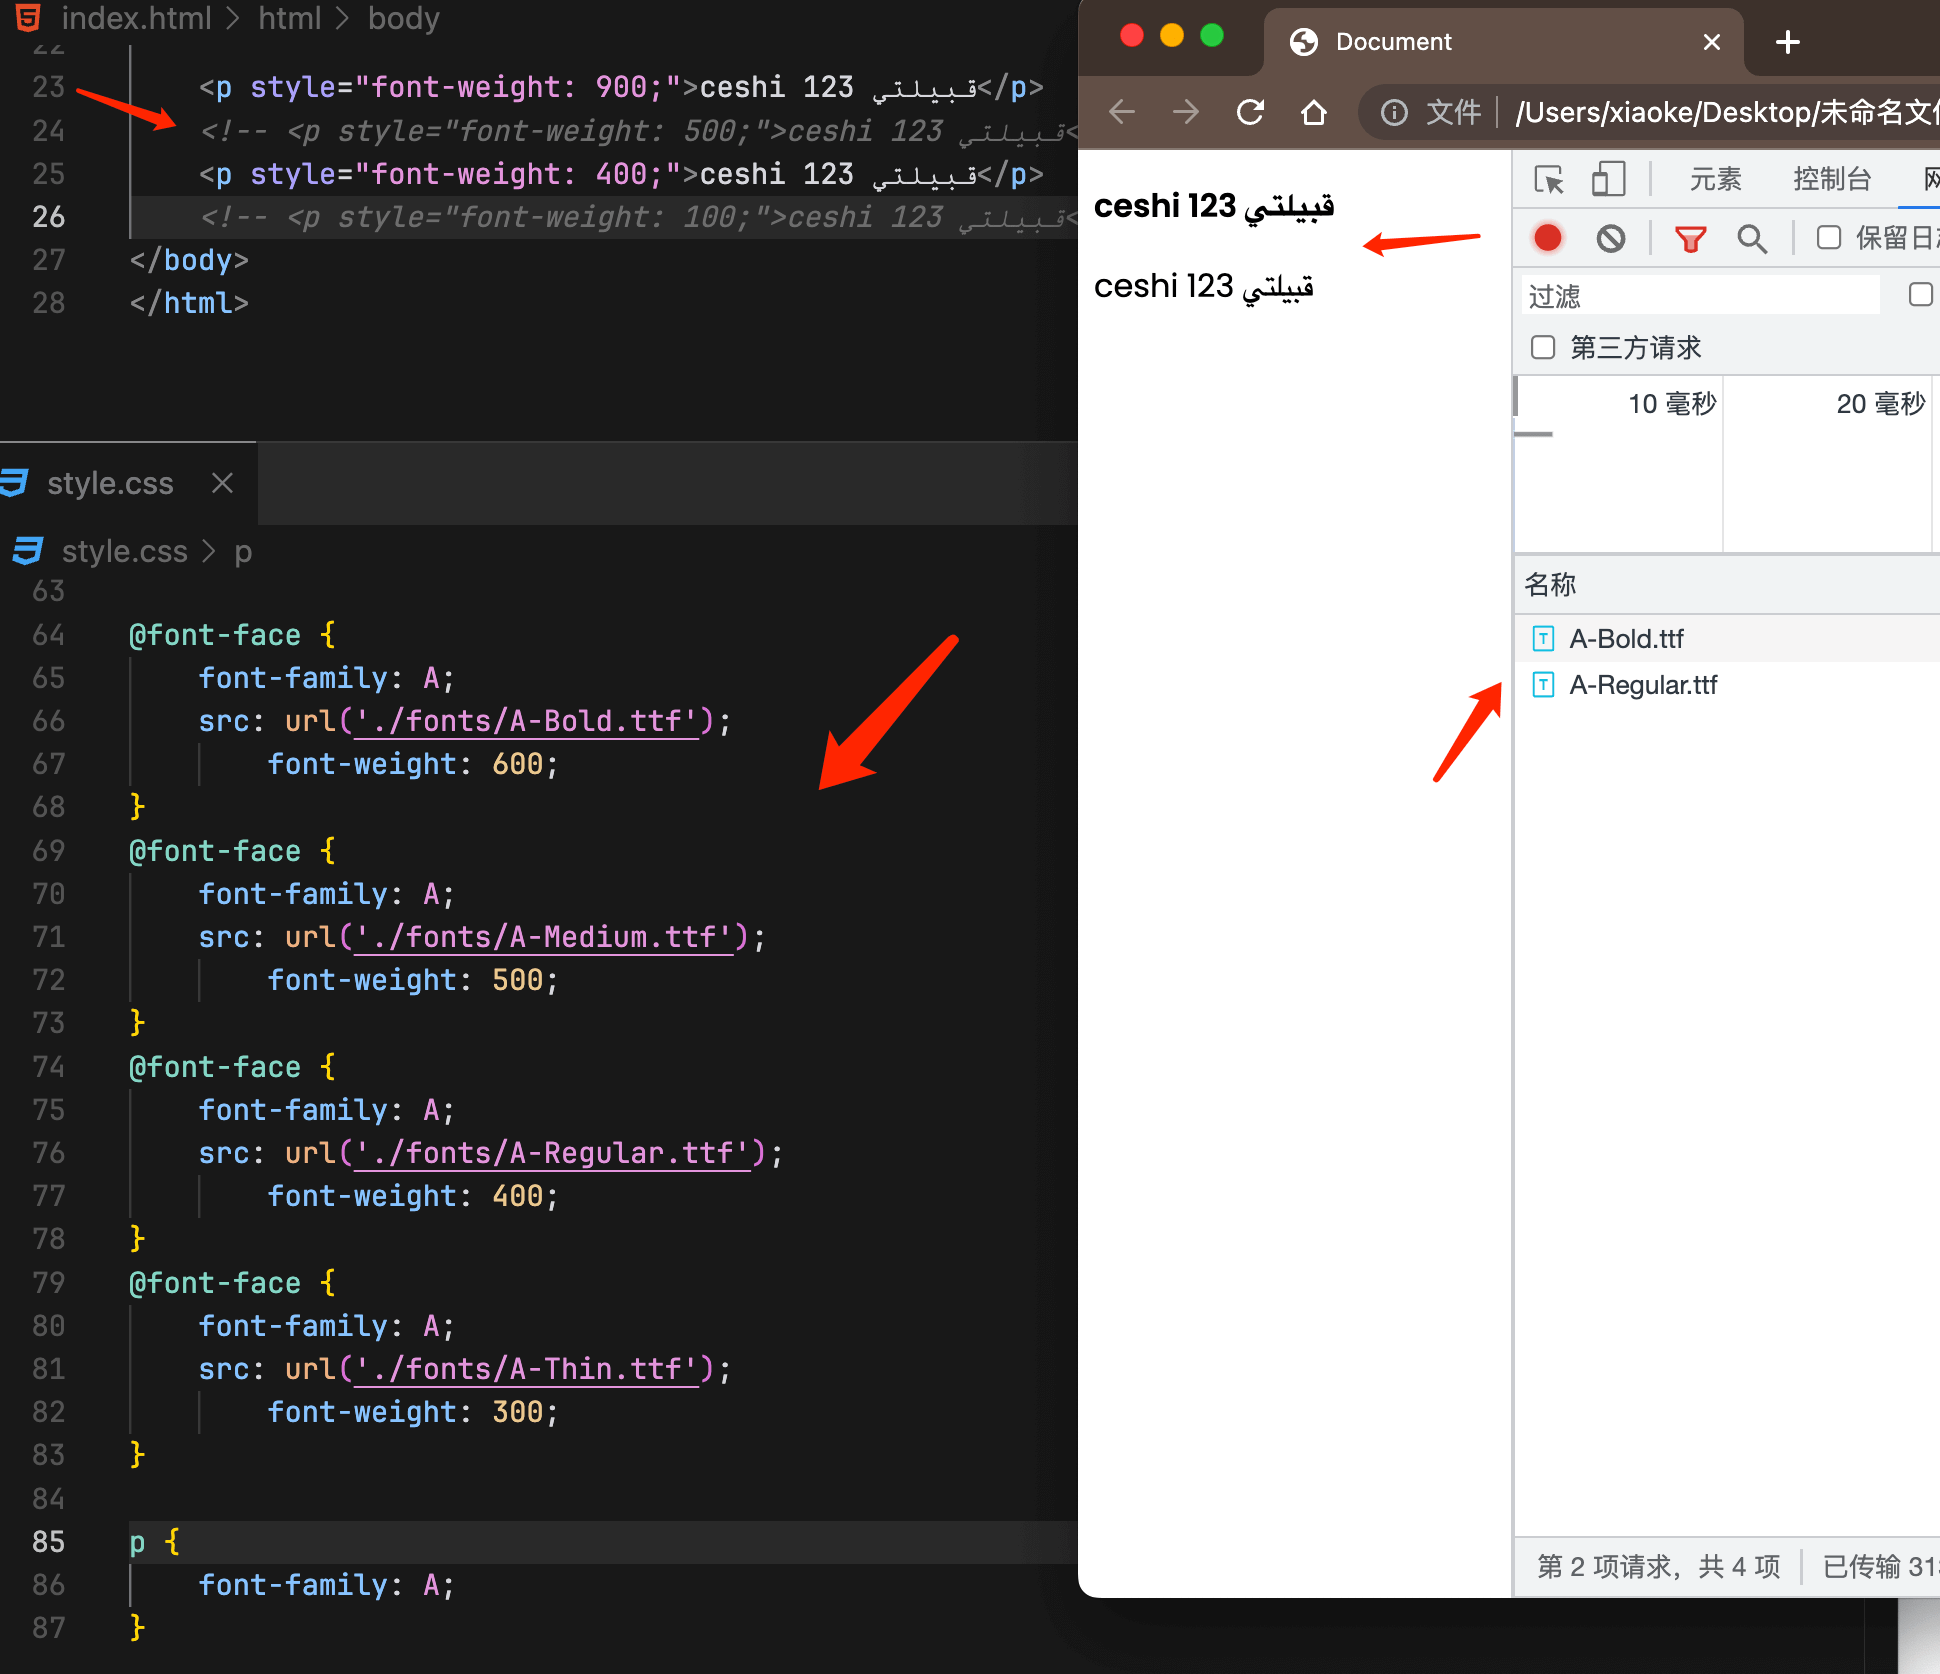 index.html > html > body
22
23 <p style="font-weight: 900;">ceshi 123 قبيلتي</p>
24 <!-- <p style="font-weight: 500;">ceshi 123 قبيلتي<
25 <p style="font-weight: 400;">ceshi 123 قبيلتي</p>
26 <!-- <p style="font-weight: 100;">ceshi 123 قبيلتي<
27 </body>
28 </html>
style.css
style.css > p
63
64 @font-face {
65 font-family: A;
66 src: url('./fonts/A-Bold.ttf');
67 font-weight: 600;
68 }
69 @font-face {
70 font-family: A;
71 src: url('./fonts/A-Medium.ttf');
72 font-weight: 500;
73 }
74 @font-face {
75 font-family: A;
76 src: url('./fonts/A-Regular.ttf');
77 font-weight: 400;
78 }
79 @font-face {
80 font-family: A;
81 src: url('./fonts/A-Thin.ttf');
82 font-weight: 300;
83 }
84
85 p {
86 font-family: A;
87 }
Document
文件 | /Users/xiaoke/Desktop/未命名文
ceshi 123 قبيلتي
ceshi 123 قبيلتي
元素 控制台
保留日
过滤
第三方请求
10 毫秒 20 毫秒
名称
A-Bold.ttf
A-Regular.ttf
第 2 项请求，共 4 项 已传输 31